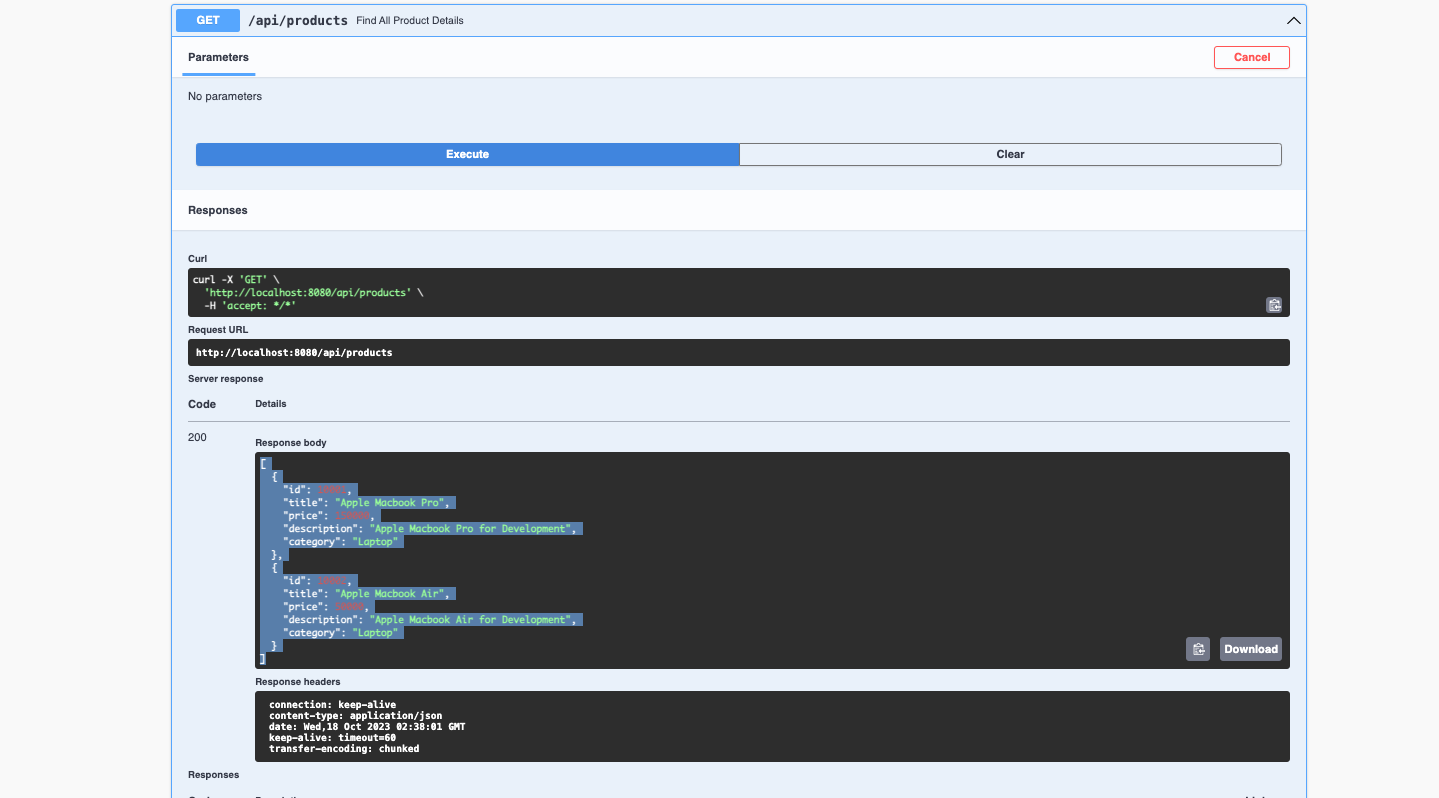 GET /api/products Find All Product Details
Parameters
Cancel
No parameters
Execute
Clear
Responses
Curl
curl -X 'GET' \
'http://localhost:8080/api/products' \
-H 'accept: */*'
Request URL
http://localhost:8080/api/products
Server response
Code Details
200
Response body
[
{
"id": ,
"title": "Apple Macbook Pro",
"price": ,
"description": "Apple Macbook Pro for Development",
"category": "Laptop"
},
{
"id": ,
"title": "Apple Macbook Air",
"price": ,
"description": "Apple Macbook Air for Development",
"category": "Laptop"
}
]
Download
Response headers
connection: keep-alive
content-type: application/json
date: Wed,18 Oct 2023 02:38:01 GMT
keep-alive: timeout=60
transfer-encoding: chunked
Responses